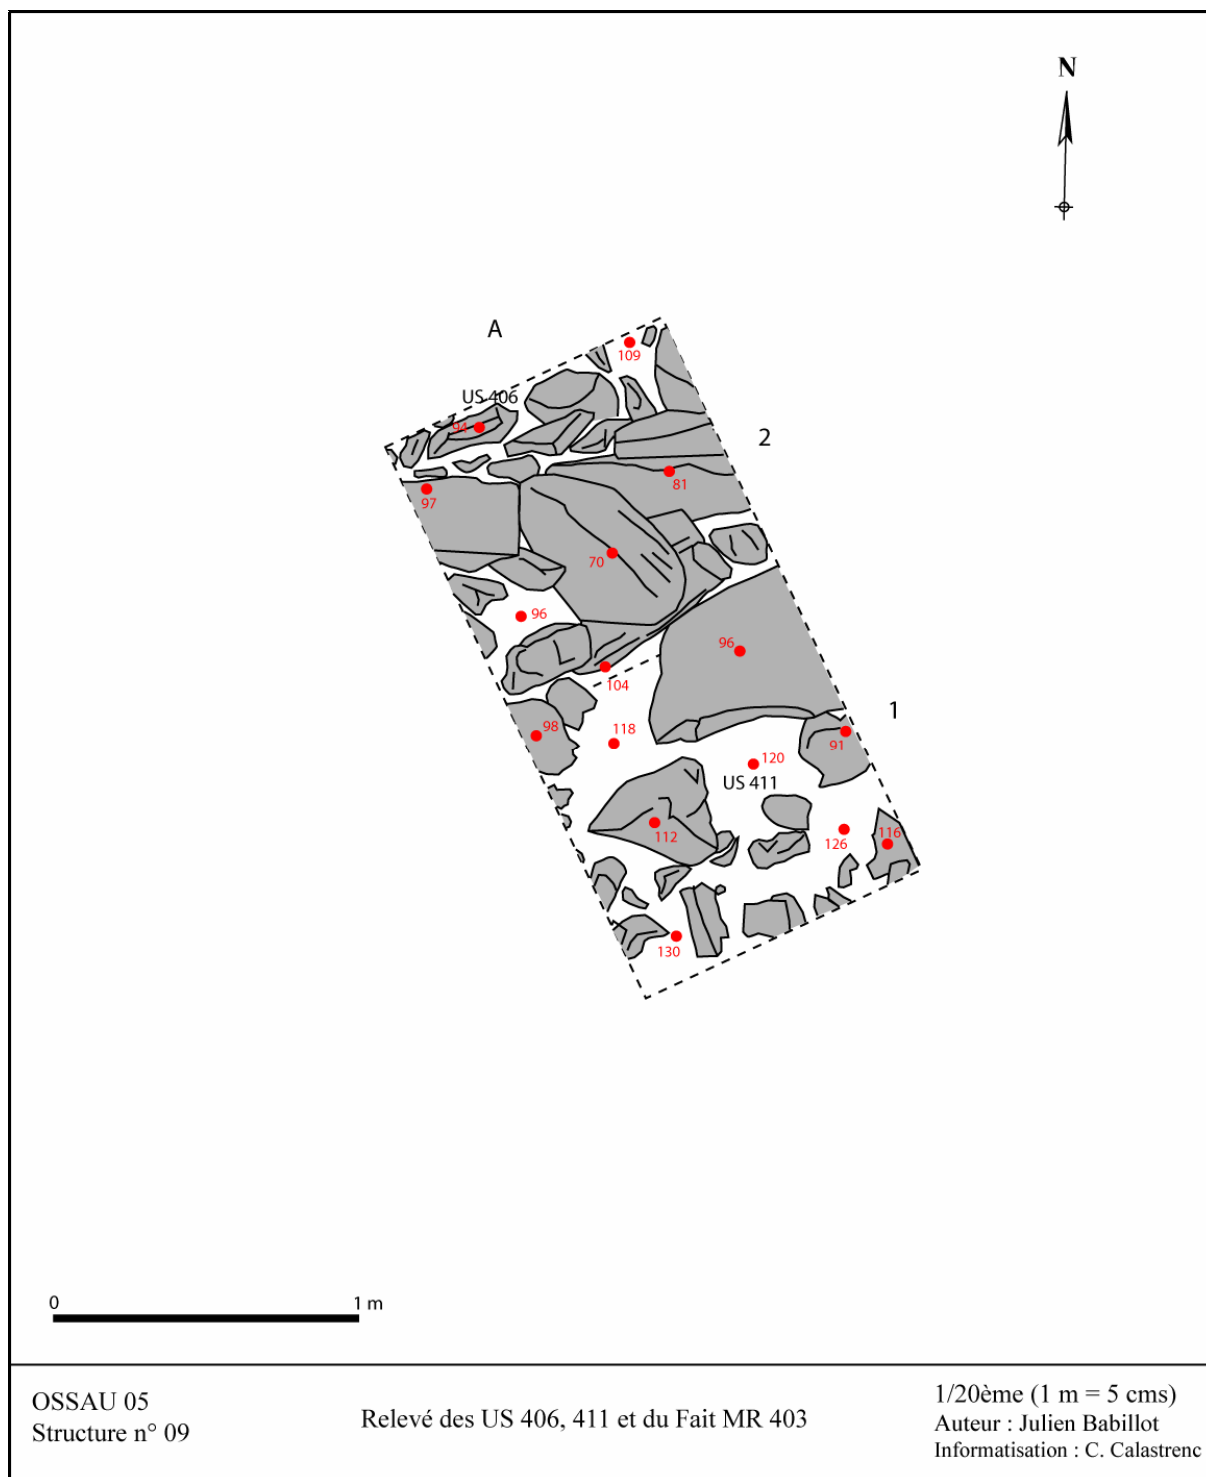 N
A
109
US 406
94
2
81
97
70
96
96
104
1
98
118
91
120
US 411
112
126
116
130
0
1 m
OSSAU 05
Structure n° 09
Relevé des US 406, 411 et du Fait MR 403
1/20ème (1 m = 5 cms)
Auteur : Julien Babillot
Informatisation : C. Calastrenc